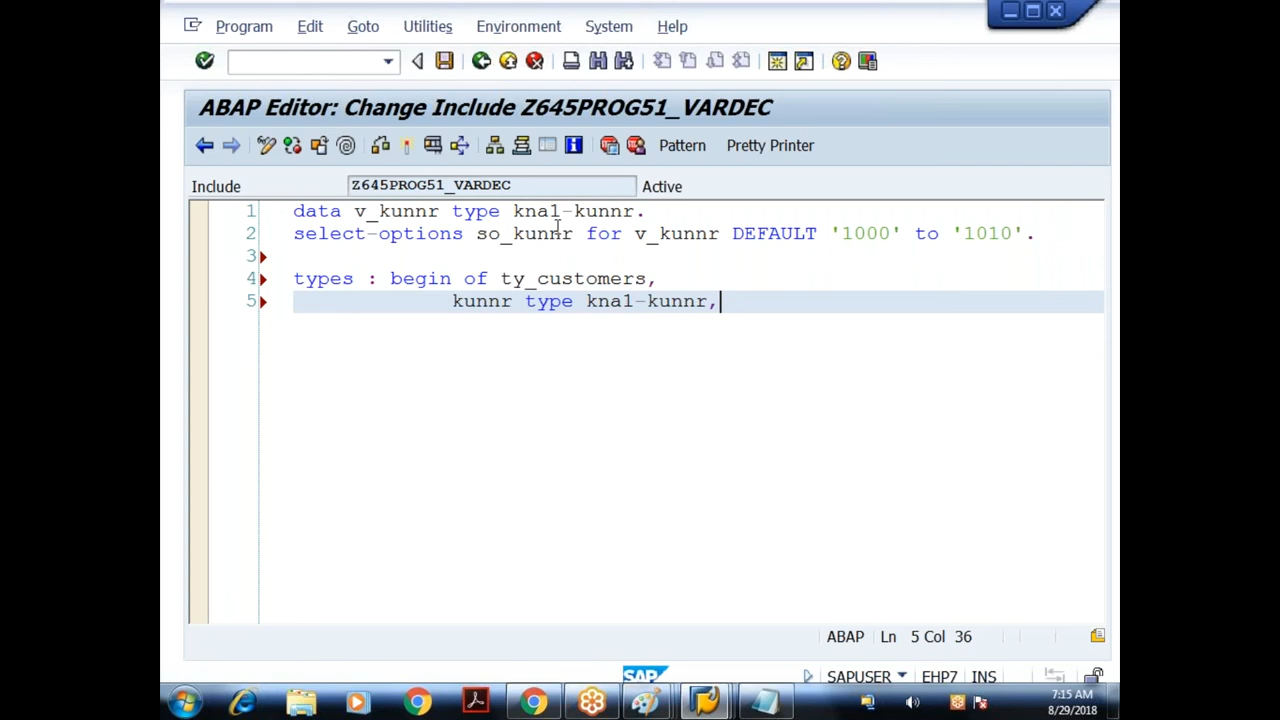 Program Edit Goto Utilities Environment System Help
ABAP Editor: Change Include Z645PROG51_VARDEC
Pattern Pretty Printer
Include Z645PROG51_VARDEC Active
1 data v_kunnr type kna1-kunnr.
2 select-options so_kunnr for v_kunnr DEFAULT '1000' to '1010'.
3
4 types : begin of ty_customers,
5 kunnr type kna1-kunnr,
ABAP Ln 5 Col 36
SAP SAPUSER EHP7 INS
7:15 AM
8/29/2018